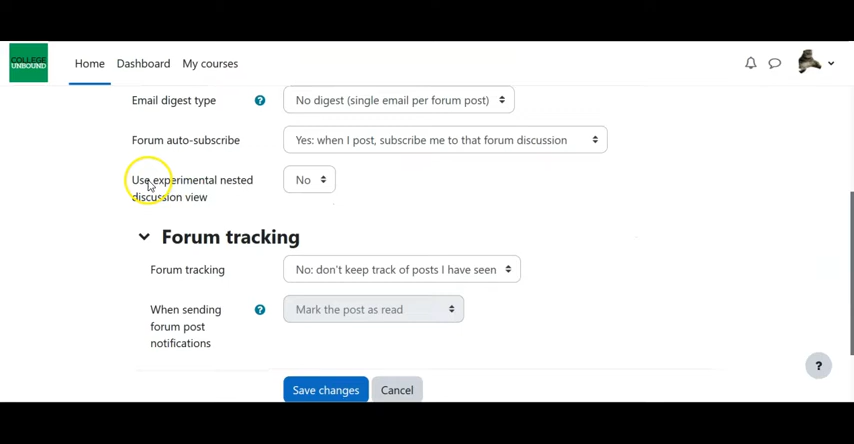 COLLEGE
UNBOUND
Home Dashboard My courses
Email digest type ? No digest (single email per forum post)
Forum auto-subscribe Yes: when I post, subscribe me to that forum discussion
Use experimental nested No
discussion view
Forum tracking
Forum tracking No: don't keep track of posts I have seen
When sending ? Mark the post as read
forum post
notifications
?
Save changes Cancel